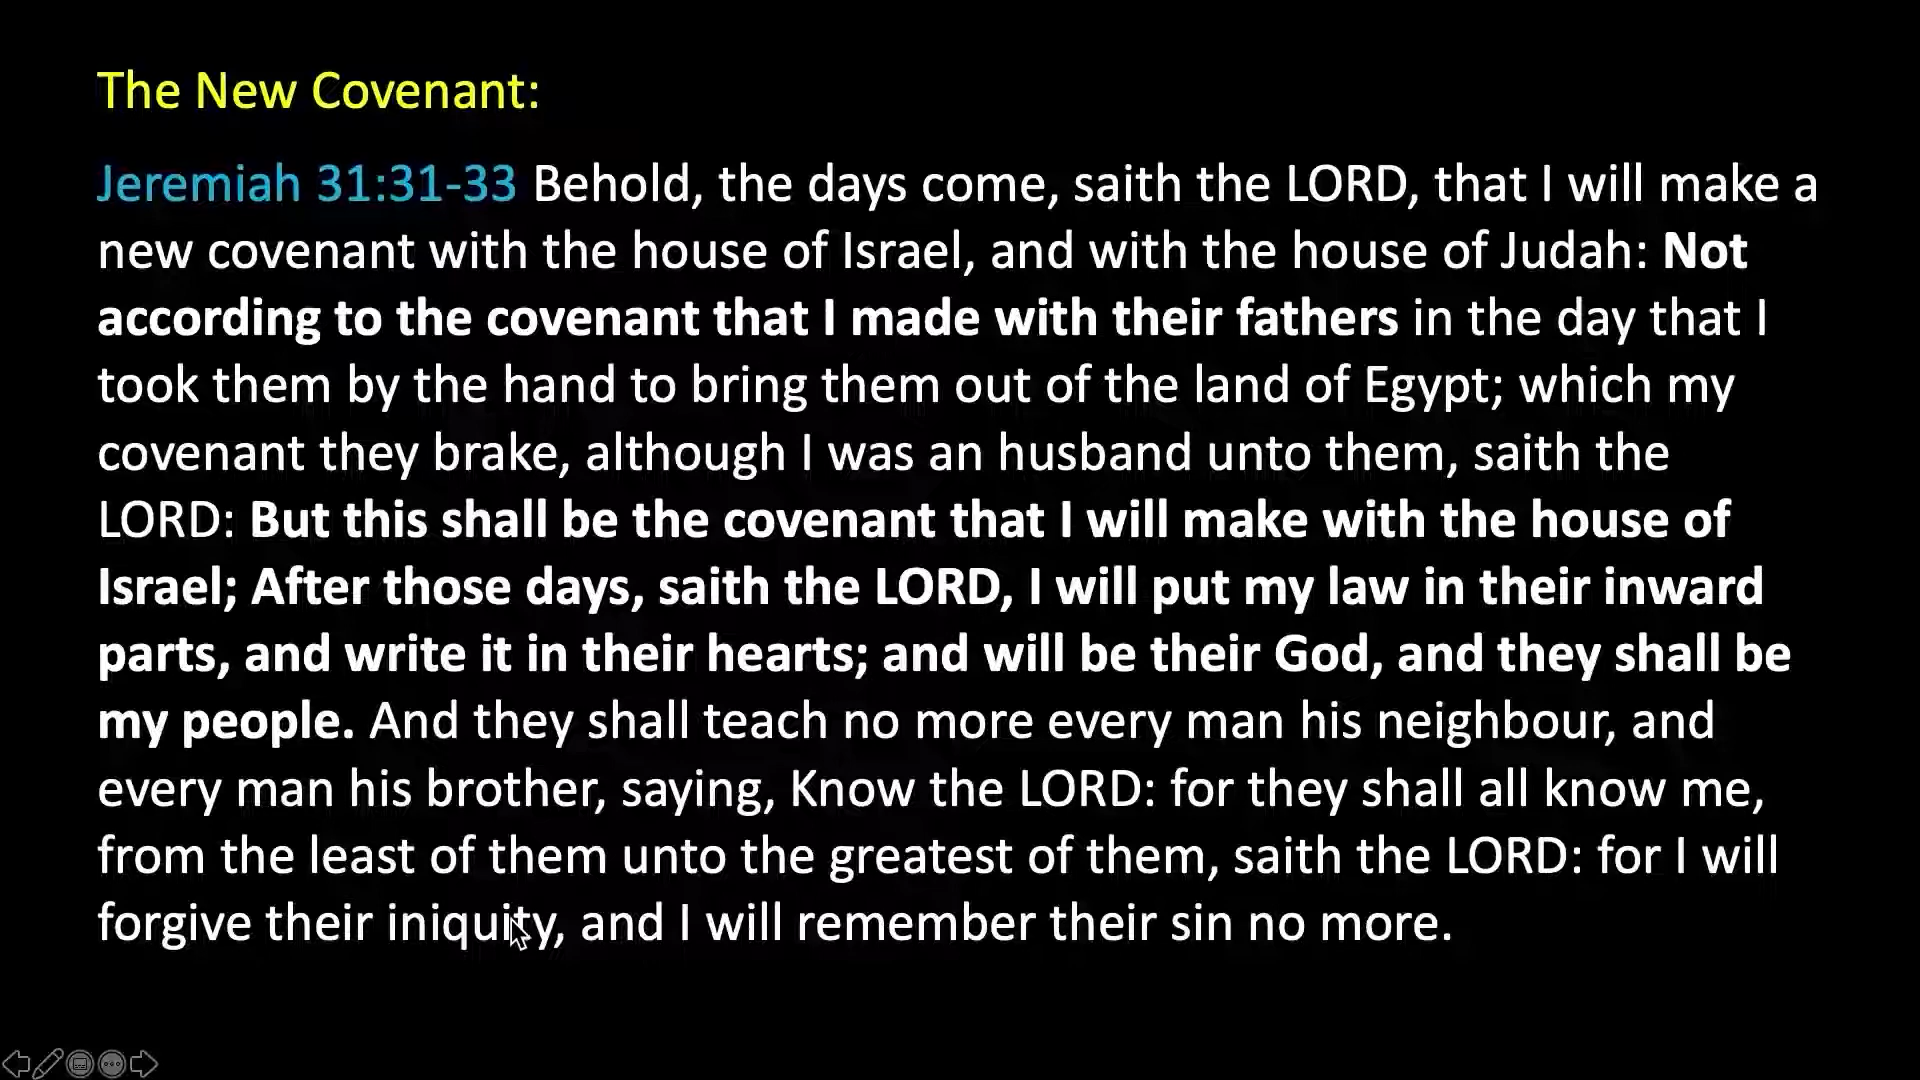 The New Covenant:
Jeremiah 31:31-33 Behold, the days come, saith the LORD, that I will make a
new covenant with the house of Israel, and with the house of Judah: Not
according to the covenant that I made with their fathers in the day that I
took them by the hand to bring them out of the land of Egypt; which my
covenant they brake, although I was an husband unto them, saith the
LORD: But this shall be the covenant that I will make with the house of
Israel; After those days, saith the LORD, I will put my law in their inward
parts, and write it in their hearts; and will be their God, and they shall be
my people. And they shall teach no more every man his neighbour, and
every man his brother, saying, Know the LORD: for they shall all know me,
from the least of them unto the greatest of them, saith the LORD: for I will
forgive their iniquity, and I will remember their sin no more.